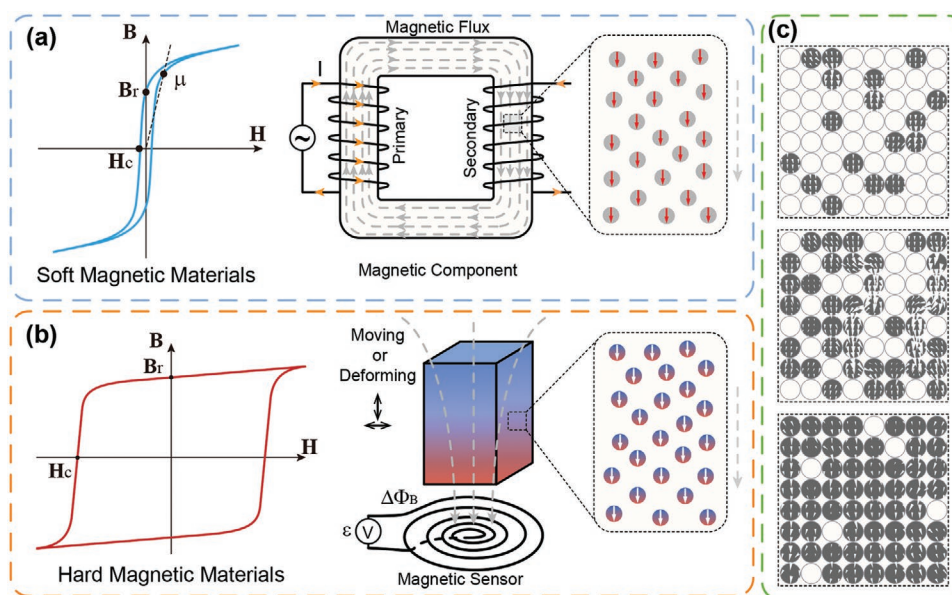 (a)
B
Br
μ
H
Hc
Soft Magnetic Materials
Magnetic Flux
I
~
Primary
Secondary
Magnetic Component
(b)
B
Br
H
Hc
Hard Magnetic Materials
Moving
or
Deforming
ΔΦB
ε
V
Magnetic Sensor
(c)